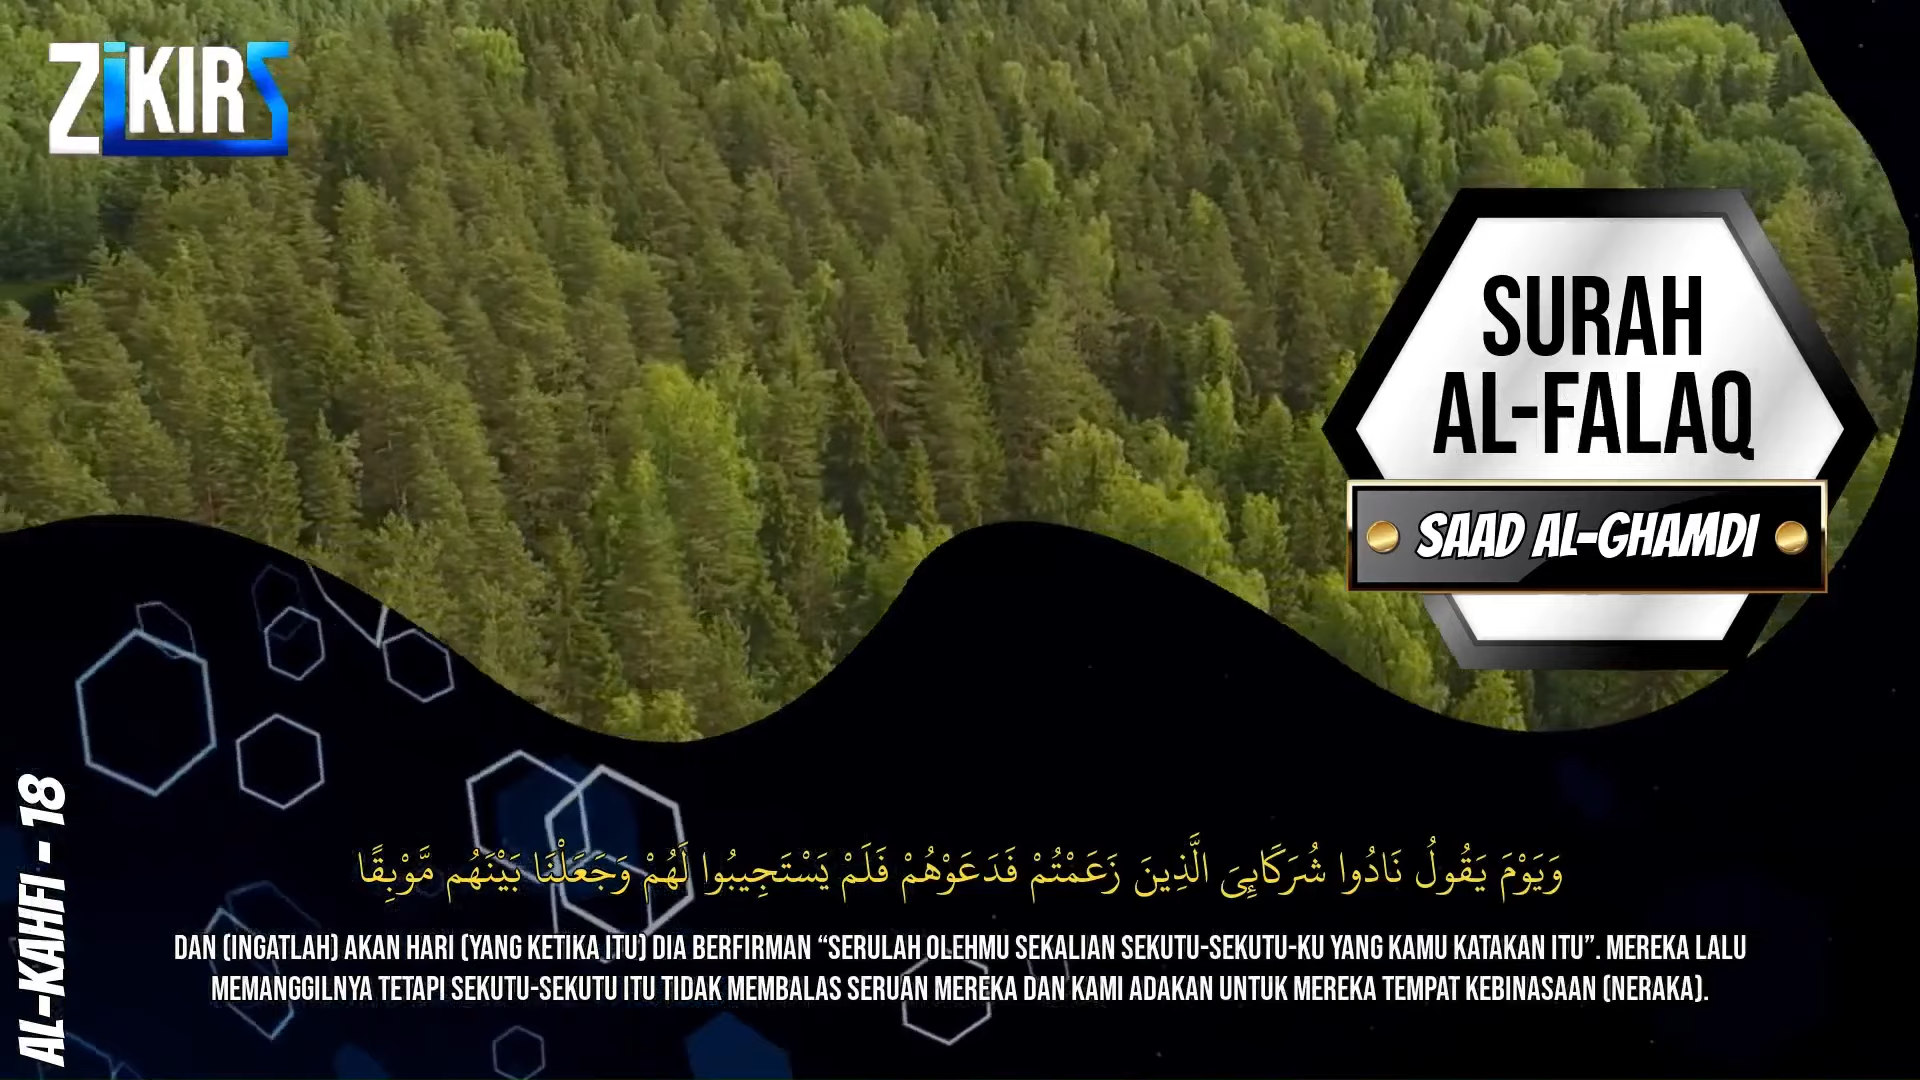 ZiKIRS
SURAH
AL-FALAQ
SAAD AL-GHAMDI
AL-KAHFI - 18
وَيَوْمَ يَقُولُ نَادُوا شُرَكَائِيَ الَّذِينَ زَعَمْتُمْ فَدَعَوْهُمْ فَلَمْ يَسْتَجِيبُوا لَهُمْ وَجَعَلْنَا بَيْنَهُم مَّوْبِقًا
DAN (INGATLAH) AKAN HARI (YANG KETIKA ITU) DIA BERFIRMAN “SERULAH OLEHMU SEKALIAN SEKUTU-SEKUTU-KU YANG KAMU KATAKAN ITU”. MEREKA LALU
MEMANGGILNYA TETAPI SEKUTU-SEKUTU ITU TIDAK MEMBALAS SERUAN MEREKA DAN KAMI ADAKAN UNTUK MEREKA TEMPAT KEBINASAAN (NERAKA).